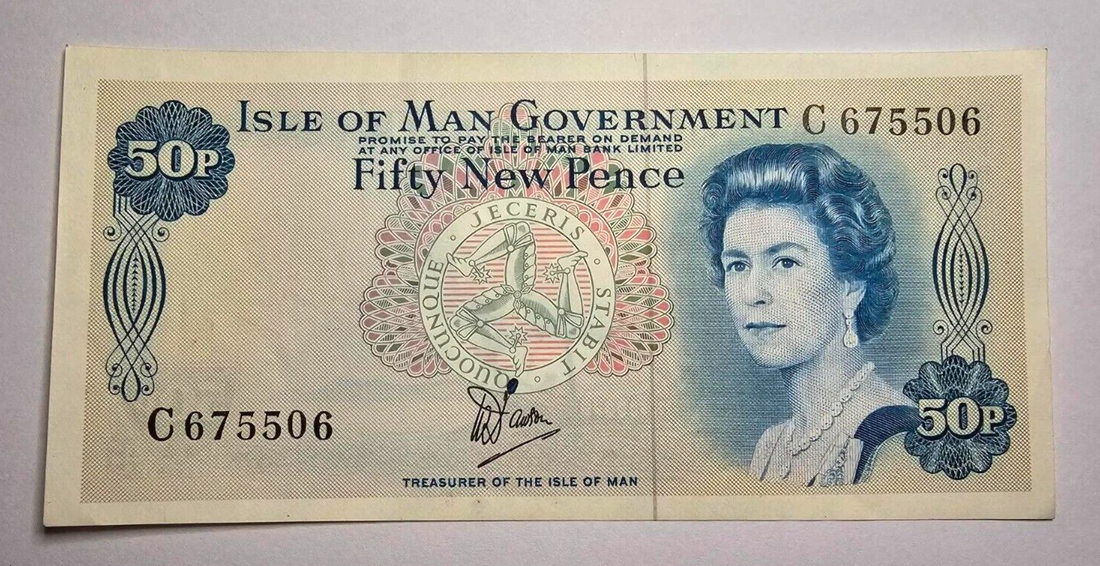 ISLE OF MAN GOVERNMENT C 675506
PROMISE TO PAY THE BEARER ON DEMAND
AT ANY OFFICE OF ISLE OF MAN BANK LIMITED
50P
Fifty New Pence
QUOCUNQUE · JECERIS · STABIT ·
C 675506
Dawson
50P
TREASURER OF THE ISLE OF MAN